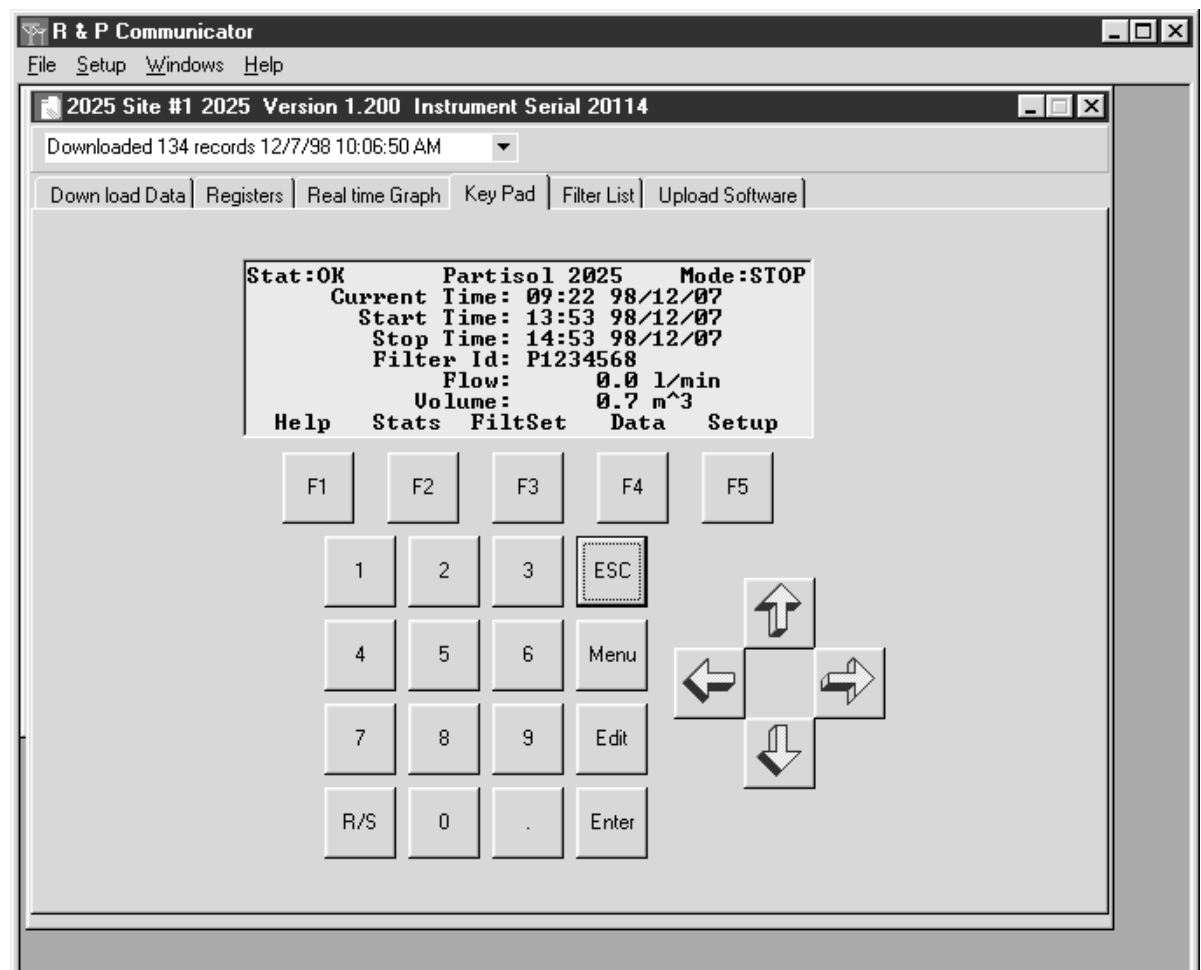 R & P Communicator
File Setup Windows Help
2025 Site #1 2025 Version 1.200 Instrument Serial 20114
Downloaded 134 records 12/7/98 10:06:50 AM
Down load Data Registers Real time Graph Key Pad Filter List Upload Software
Stat:OK Partisol 2025 Mode:STOP
Current Time: 09:22 98/12/07
Start Time: 13:53 98/12/07
Stop Time: 14:53 98/12/07
Filter Id: P1234568
Flow: 0.0 l/min
Volume: 0.7 m^3
Help Stats FiltSet Data Setup
F1 F2 F3 F4 F5
1 2 3 ESC
4 5 6 Menu
7 8 9 Edit
R/S 0 . Enter